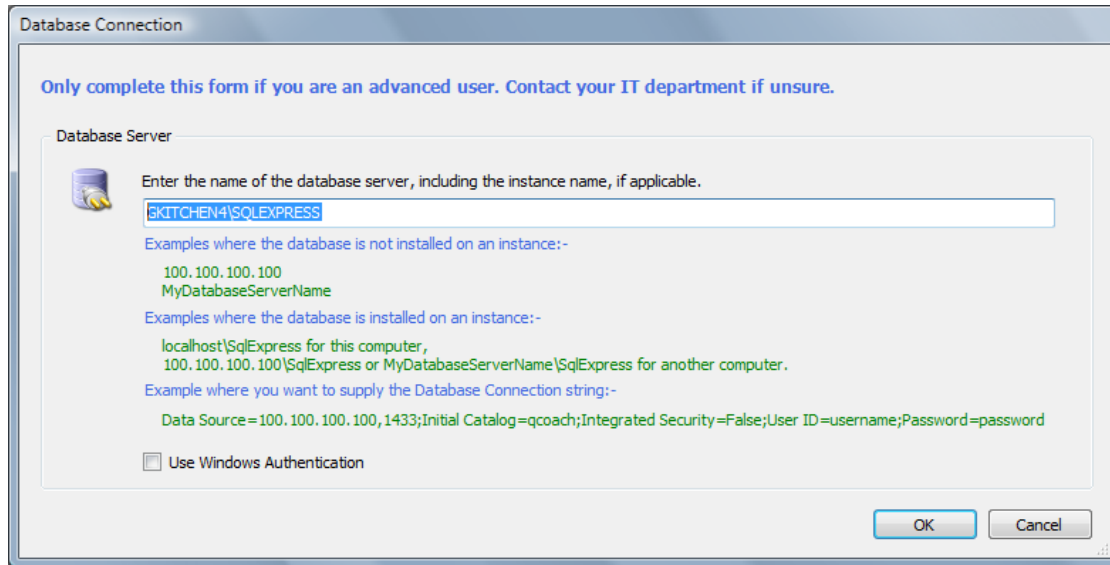 Database Connection
Only complete this form if you are an advanced user. Contact your IT department if unsure.
Database Server
Enter the name of the database server, including the instance name, if applicable.
GKITCHEN4\SQLEXPRESS
Examples where the database is not installed on an instance:-
100.100.100.100
MyDatabaseServerName
Examples where the database is installed on an instance:-
localhost\SqlExpress for this computer,
100.100.100.100\SqlExpress or MyDatabaseServerName\SqlExpress for another computer.
Example where you want to supply the Database Connection string:-
Data Source=100.100.100.100,1433;Initial Catalog=qcoach;Integrated Security=False;User ID=username;Password=password
Use Windows Authentication
OK
Cancel